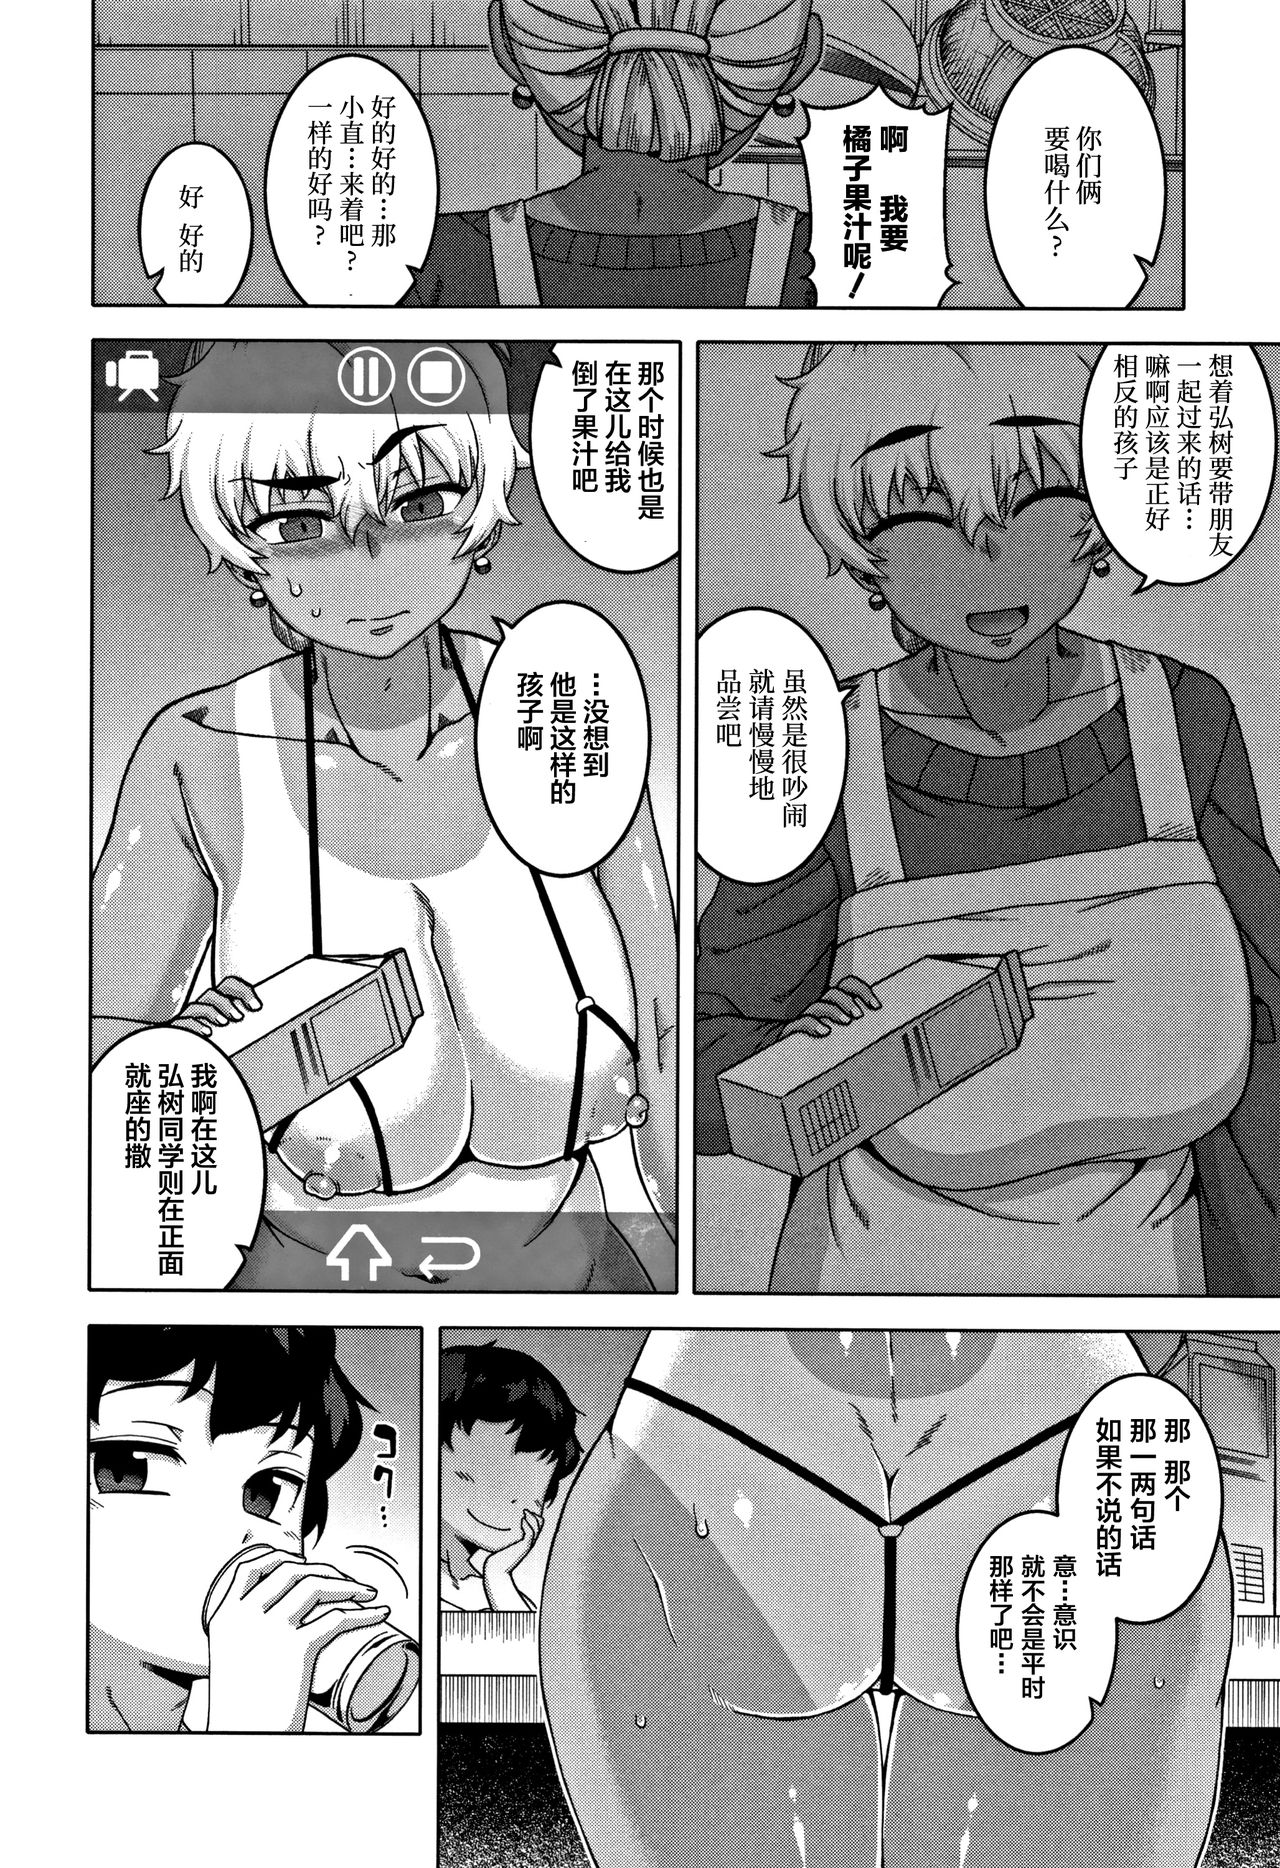 你们俩
要喝什么？
啊 我要
橘子果汁呢！
好的好的…那
小直…来着吧？
一样的好吗？
好 好的
想着弘树要带朋友
一起过来的话…
嘛啊应该是正好
相反的孩子
虽然是很吵闹
就请慢慢地
品尝吧
那个时候也是
在这儿给我
倒了果汁吧
…没想到
他是这样的
孩子啊
我啊在这儿
弘树同学则在正面
就座的撒
那 那个
那一两句话
如果不说的话
意…意识
就不会是平时
那样了吧…
コクッ…